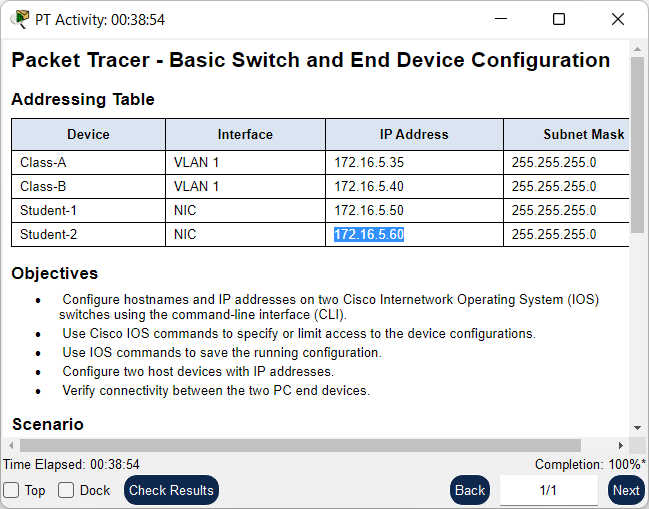 PT Activity: 00:38:54
Packet Tracer - Basic Switch and End Device Configuration
Addressing Table
Device Interface IP Address Subnet Mask
Class-A VLAN 1 172.16.5.35 255.255.255.0
Class-B VLAN 1 172.16.5.40 255.255.255.0
Student-1 NIC 172.16.5.50 255.255.255.0
Student-2 NIC 172.16.5.60 255.255.255.0
Objectives
• Configure hostnames and IP addresses on two Cisco Internetwork Operating System (IOS)
switches using the command-line interface (CLI).
• Use Cisco IOS commands to specify or limit access to the device configurations.
• Use IOS commands to save the running configuration.
• Configure two host devices with IP addresses.
• Verify connectivity between the two PC end devices.
Scenario
Time Elapsed: 00:38:54 Completion: 100%*
Top Dock Check Results Back 1/1 Next